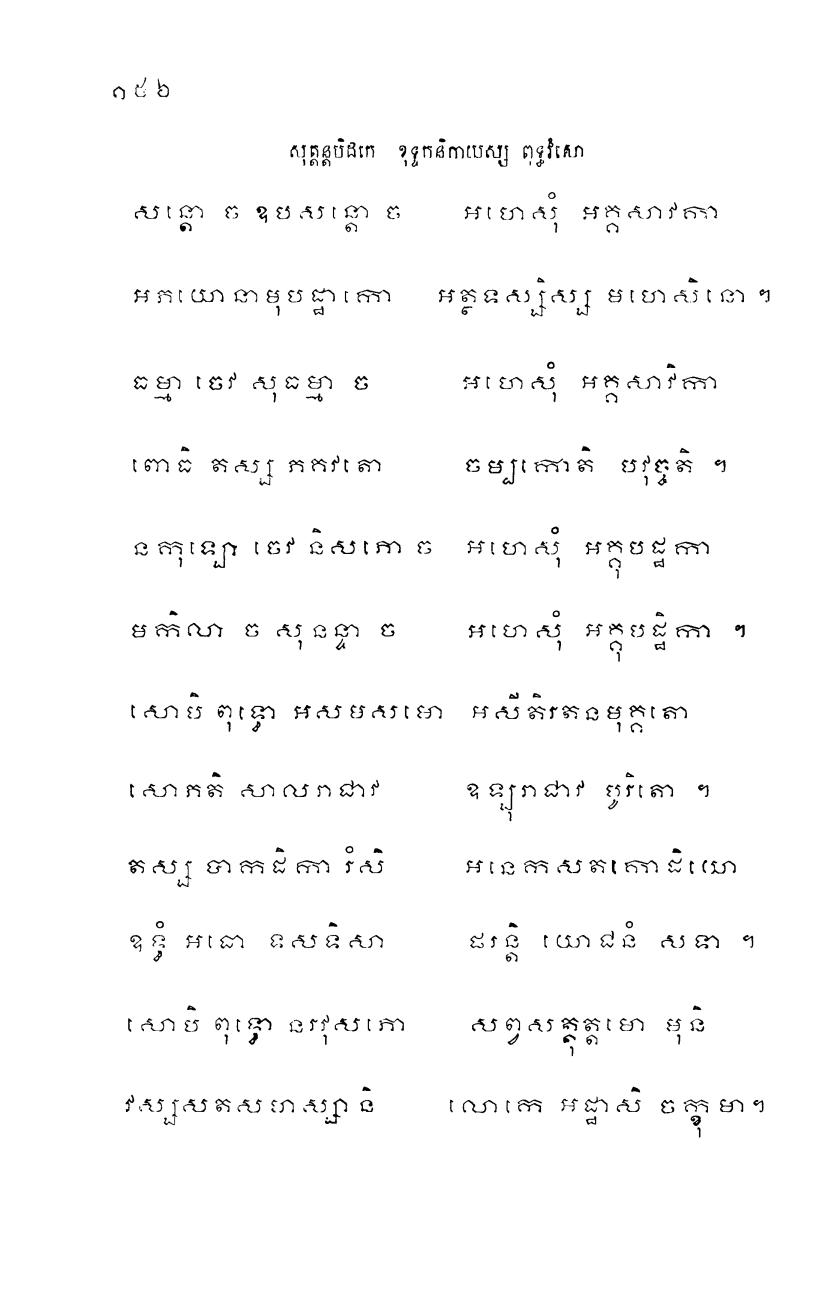 ១៥៦
សុត្តន្តបិដកេ ខុទ្ទកនិកាយស្ស ពុទ្ធវំសោ
សន្តោ ច ឧបសន្តោ ច អហេសុំ អគ្គសាវកា
អភយោ នាមុបដ្ឋាកោ អត្ថទស្សិស្ស មហេសិនោ ។
ធម្មា ចេវ សុធម្មា ច អហេសុំ អគ្គសាវិកា
ពោធិ តស្ស ភគវតោ ចម្បកោតិ បវុច្ចតិ ។
នកុឡោ ចេវ និសភោ ច អហេសុំ អគ្គុបដ្ឋកា
មកិលា ច សុនន្ទា ច អហេសុំ អគ្គុបដ្ឋិកា ។
សោបិ ពុទ្ធោ អសមសមោ អសីតិរតនមុគ្គតោ
សោភតិ សាលរាជាវ ឧឡុរាជាវ បូរិតោ ។
តស្ស បាកដិកា រំសិ អនេកសតកោដិយោ
ឧទ្ធំ អធោ ទសទិសា ផរន្តិ យោជនំ សទា ។
សោបិ ពុទ្ធោ នរវុសភោ សព្វសត្តុត្តមោ មុនិ
វស្សសតសហស្សានិ លោកេ អដ្ឋាសិ ចក្ខុមា។